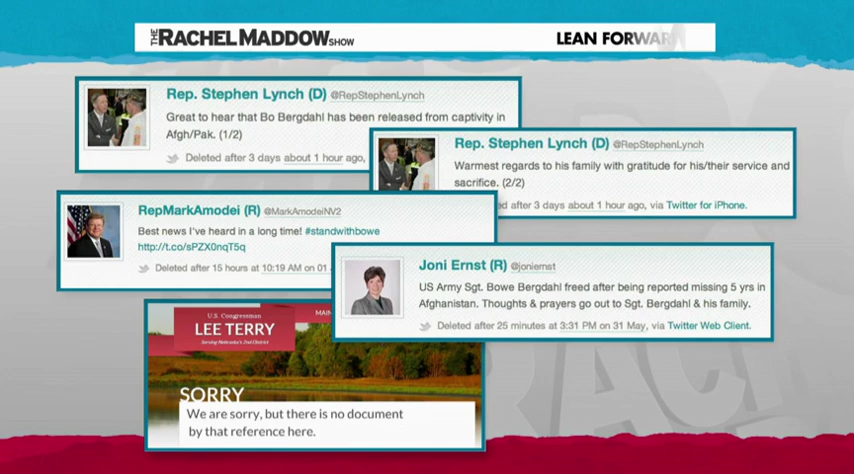 THE RACHEL MADDOW SHOW
LEAN FORWAR
Rep. Stephen Lynch (D) @RepStephenLynch
Great to hear that Bo Bergdahl has been released from captivity in
Afgh/Pak. (1/2)
Deleted after 3 days about 1 hour ago,
Rep. Stephen Lynch (D) @RepStephenLynch
Warmest regards to his family with gratitude for his/their service and
sacrifice. (2/2)
ed after 3 days about 1 hour ago, via Twitter for iPhone.
RepMarkAmodei (R) @MarkAmodeiNV2
Best news I've heard in a long time! #standwithbowe
http://t.co/sPZX0nqT5q
Deleted after 15 hours at 10:19 AM on 01
Joni Ernst (R) @joniernst
US Army Sgt. Bowe Bergdahl freed after being reported missing 5 yrs in
Afghanistan. Thoughts & prayers go out to Sgt. Bergdahl & his family.
Deleted after 25 minutes at 3:31 PM on 31 May, via Twitter Web Client.
U.S. Congressman
LEE TERRY
Serving Nebraska's 2nd District
MAIN
SORRY
We are sorry, but there is no document
by that reference here.